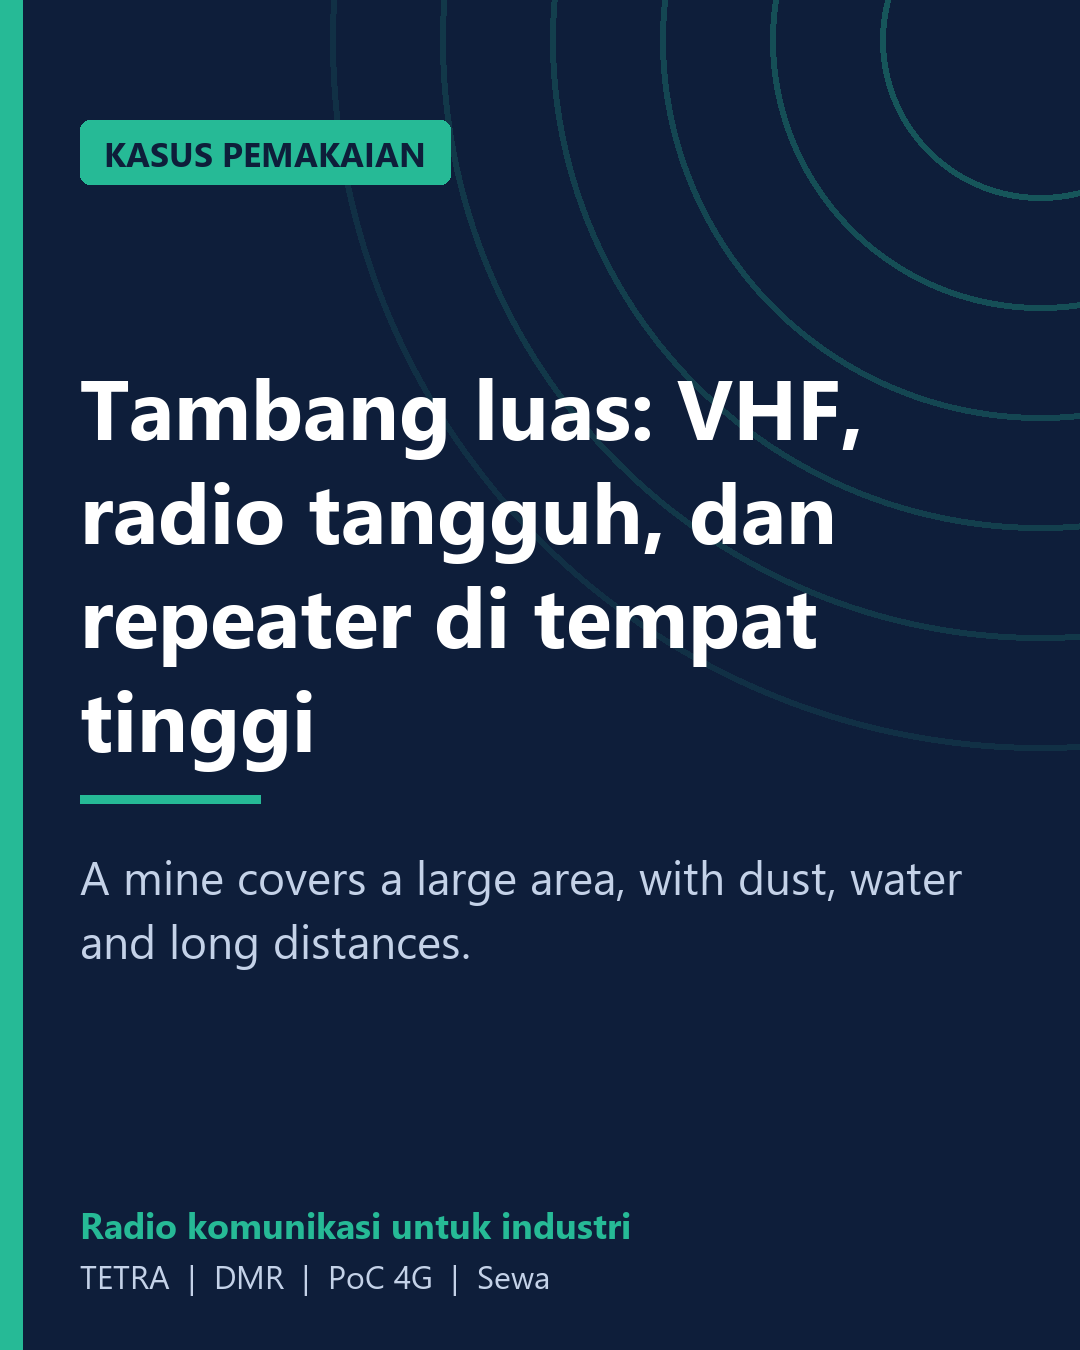 KASUS PEMAKAIAN
Tambang luas: VHF,
radio tangguh, dan
repeater di tempat
tinggi
A mine covers a large area, with dust, water
and long distances.
Radio komunikasi untuk industri
TETRA | DMR | PoC 4G | Sewa